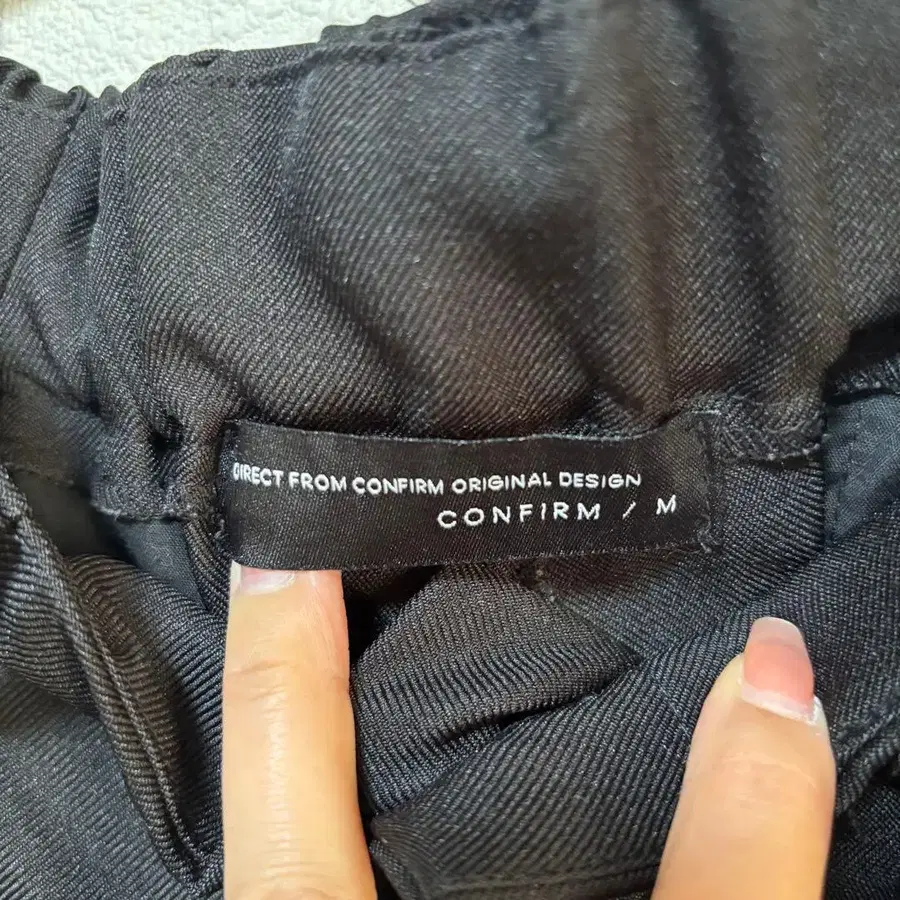 DIRECT FROM CONFIRM ORIGINAL DESIGN
CONFIRM / M